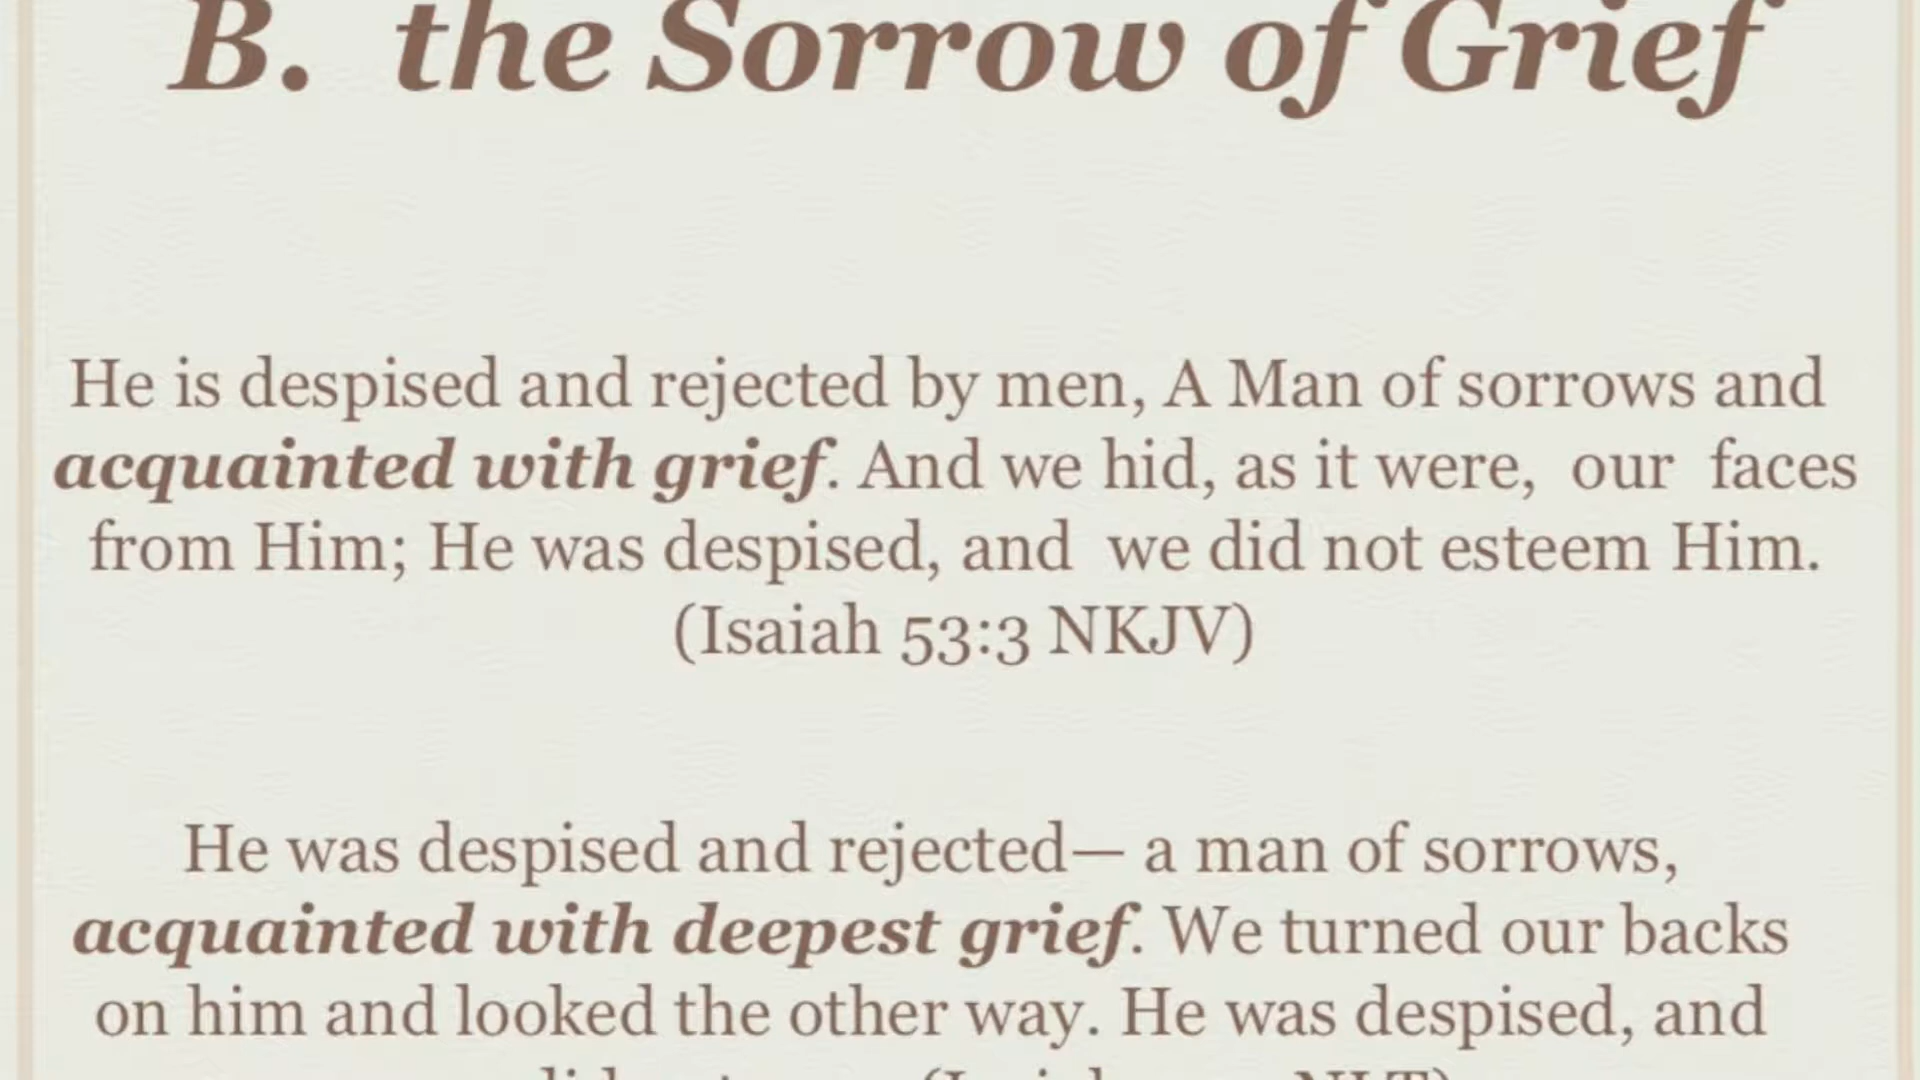 B. the Sorrow of Grief
He is despised and rejected by men, A Man of sorrows and
acquainted with grief. And we hid, as it were, our faces
from Him; He was despised, and we did not esteem Him.
(Isaiah 53:3 NKJV)
He was despised and rejected— a man of sorrows,
acquainted with deepest grief. We turned our backs
on him and looked the other way. He was despised, and